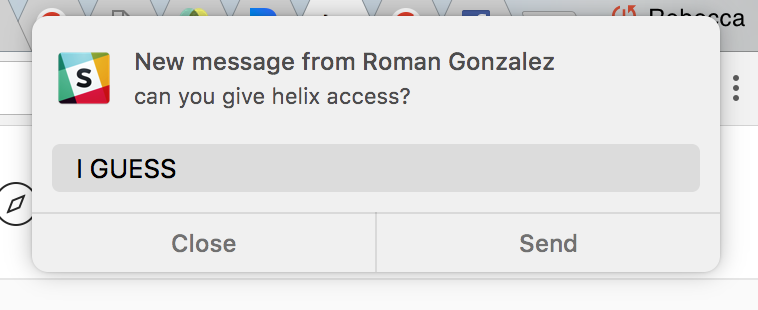 Rebecca
New message from Roman Gonzalez
can you give helix access?
I GUESS
Close
Send